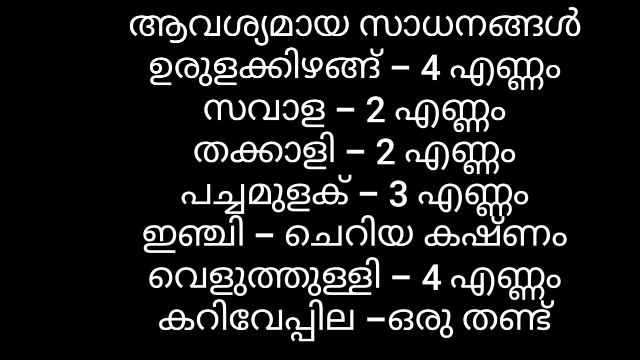 ആവശ്യമായ സാധനങ്ങൾ
ഉരുളക്കിഴങ്ങ് – 4 എണ്ണം
സവാള – 2 എണ്ണം
തക്കാളി – 2 എണ്ണം
പച്ചമുളക് – 3 എണ്ണം
ഇഞ്ചി – ചെറിയ കഷ്ണം
വെളുത്തുള്ളി – 4 എണ്ണം
കറിവേപ്പില –ഒരു തണ്ട്